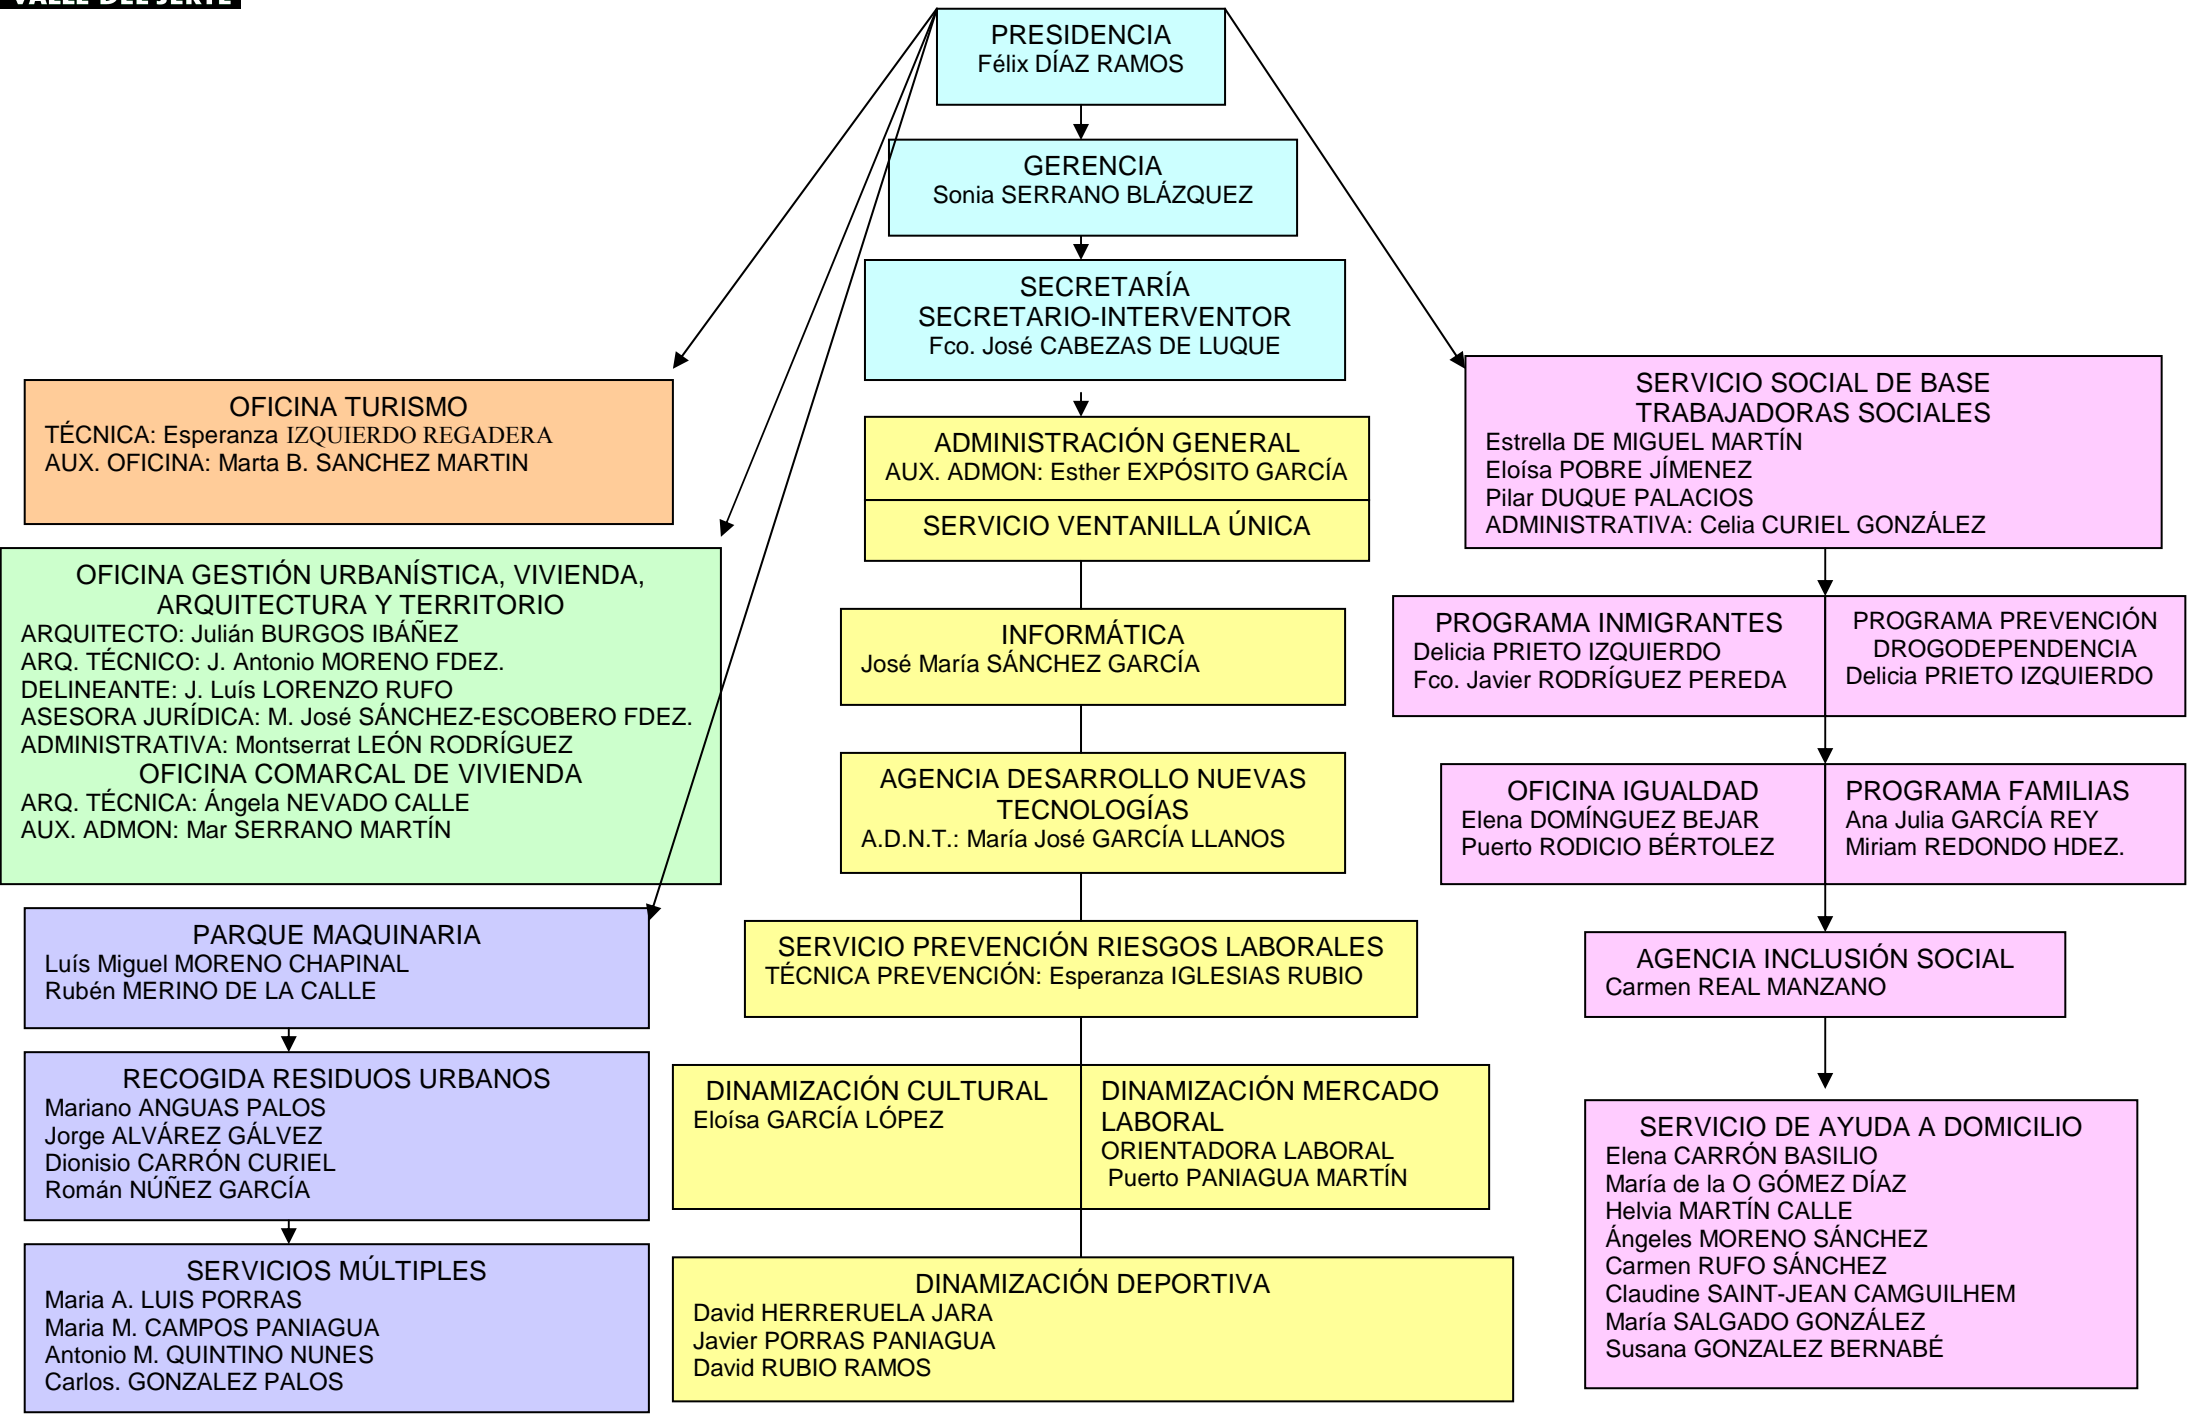 VALLE DEL JERTE
PRESIDENCIA
Félix DÍAZ RAMOS
GERENCIA
Sonia SERRANO BLÁZQUEZ
SECRETARÍA
SECRETARIO-INTERVENTOR
Fco. José CABEZAS DE LUQUE
OFICINA TURISMO
TÉCNICA: Esperanza IZQUIERDO REGADERA
AUX. OFICINA: Marta B. SANCHEZ MARTIN
OFICINA GESTIÓN URBANÍSTICA, VIVIENDA,
ARQUITECTURA Y TERRITORIO
ARQUITECTO: Julián BURGOS IBÁÑEZ
ARQ. TÉCNICO: J. Antonio MORENO FDEZ.
DELINEANTE: J. Luís LORENZO RUFO
ASESORA JURÍDICA: M. José SÁNCHEZ-ESCOBERO FDEZ.
ADMINISTRATIVA: Montserrat LEÓN RODRÍGUEZ
OFICINA COMARCAL DE VIVIENDA
ARQ. TÉCNICA: Ángela NEVADO CALLE
AUX. ADMON: Mar SERRANO MARTÍN
PARQUE MAQUINARIA
Luís Miguel MORENO CHAPINAL
Rubén MERINO DE LA CALLE
RECOGIDA RESIDUOS URBANOS
Mariano ANGUAS PALOS
Jorge ALVÁREZ GÁLVEZ
Dionisio CARRÓN CURIEL
Román NÚÑEZ GARCÍA
SERVICIOS MÚLTIPLES
Maria A. LUIS PORRAS
Maria M. CAMPOS PANIAGUA
Antonio M. QUINTINO NUNES
Carlos. GONZALEZ PALOS
ADMINISTRACIÓN GENERAL
AUX. ADMON: Esther EXPÓSITO GARCÍA
SERVICIO VENTANILLA ÚNICA
INFORMÁTICA
José María SÁNCHEZ GARCÍA
AGENCIA DESARROLLO NUEVAS
TECNOLOGÍAS
A.D.N.T.: María José GARCÍA LLANOS
SERVICIO PREVENCIÓN RIESGOS LABORALES
TÉCNICA PREVENCIÓN: Esperanza IGLESIAS RUBIO
DINAMIZACIÓN CULTURAL
Eloísa GARCÍA LÓPEZ
DINAMIZACIÓN MERCADO
LABORAL
ORIENTADORA LABORAL
Puerto PANIAGUA MARTÍN
DINAMIZACIÓN DEPORTIVA
David HERRERUELA JARA
Javier PORRAS PANIAGUA
David RUBIO RAMOS
SERVICIO SOCIAL DE BASE
TRABAJADORAS SOCIALES
Estrella DE MIGUEL MARTÍN
Eloísa POBRE JÍMENEZ
Pilar DUQUE PALACIOS
ADMINISTRATIVA: Celia CURIEL GONZÁLEZ
PROGRAMA INMIGRANTES
Delicia PRIETO IZQUIERDO
Fco. Javier RODRÍGUEZ PEREDA
PROGRAMA PREVENCIÓN
DROGODEPENDENCIA
Delicia PRIETO IZQUIERDO
OFICINA IGUALDAD
Elena DOMÍNGUEZ BEJAR
Puerto RODICIO BÉRTOLEZ
PROGRAMA FAMILIAS
Ana Julia GARCÍA REY
Miriam REDONDO HDEZ.
AGENCIA INCLUSIÓN SOCIAL
Carmen REAL MANZANO
SERVICIO DE AYUDA A DOMICILIO
Elena CARRÓN BASILIO
María de la O GÓMEZ DÍAZ
Helvia MARTÍN CALLE
Ángeles MORENO SÁNCHEZ
Carmen RUFO SÁNCHEZ
Claudine SAINT-JEAN CAMGUILHEM
María SALGADO GONZÁLEZ
Susana GONZALEZ BERNABÉ